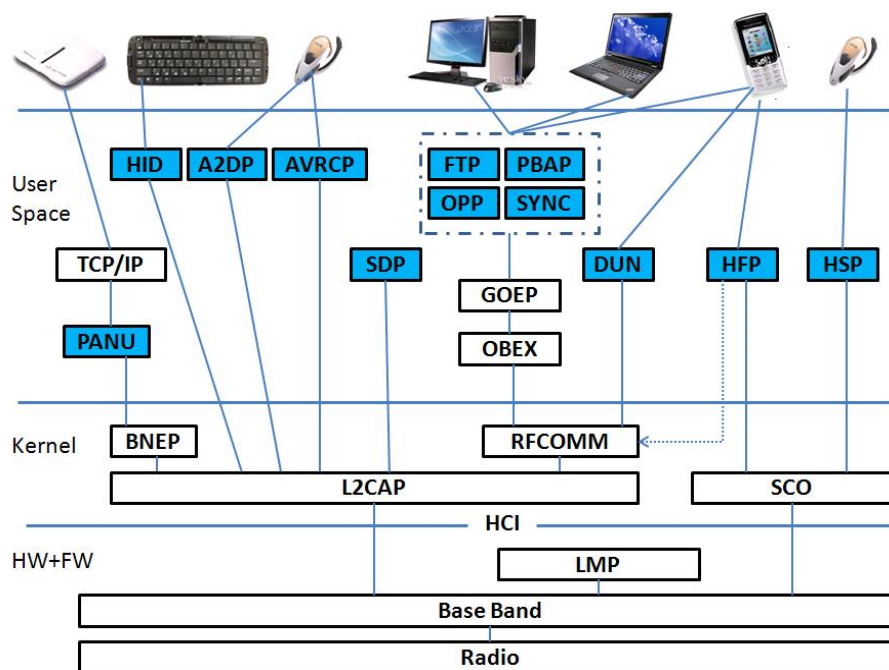 HID
A2DP
AVRCP
FTP
PBAP
OPP
SYNC
User
Space
TCP/IP
SDP
DUN
HFP
HSP
GOEP
PANU
OBEX
Kernel
BNEP
RFCOMM
L2CAP
SCO
HCI
HW+FW
LMP
Base Band
Radio